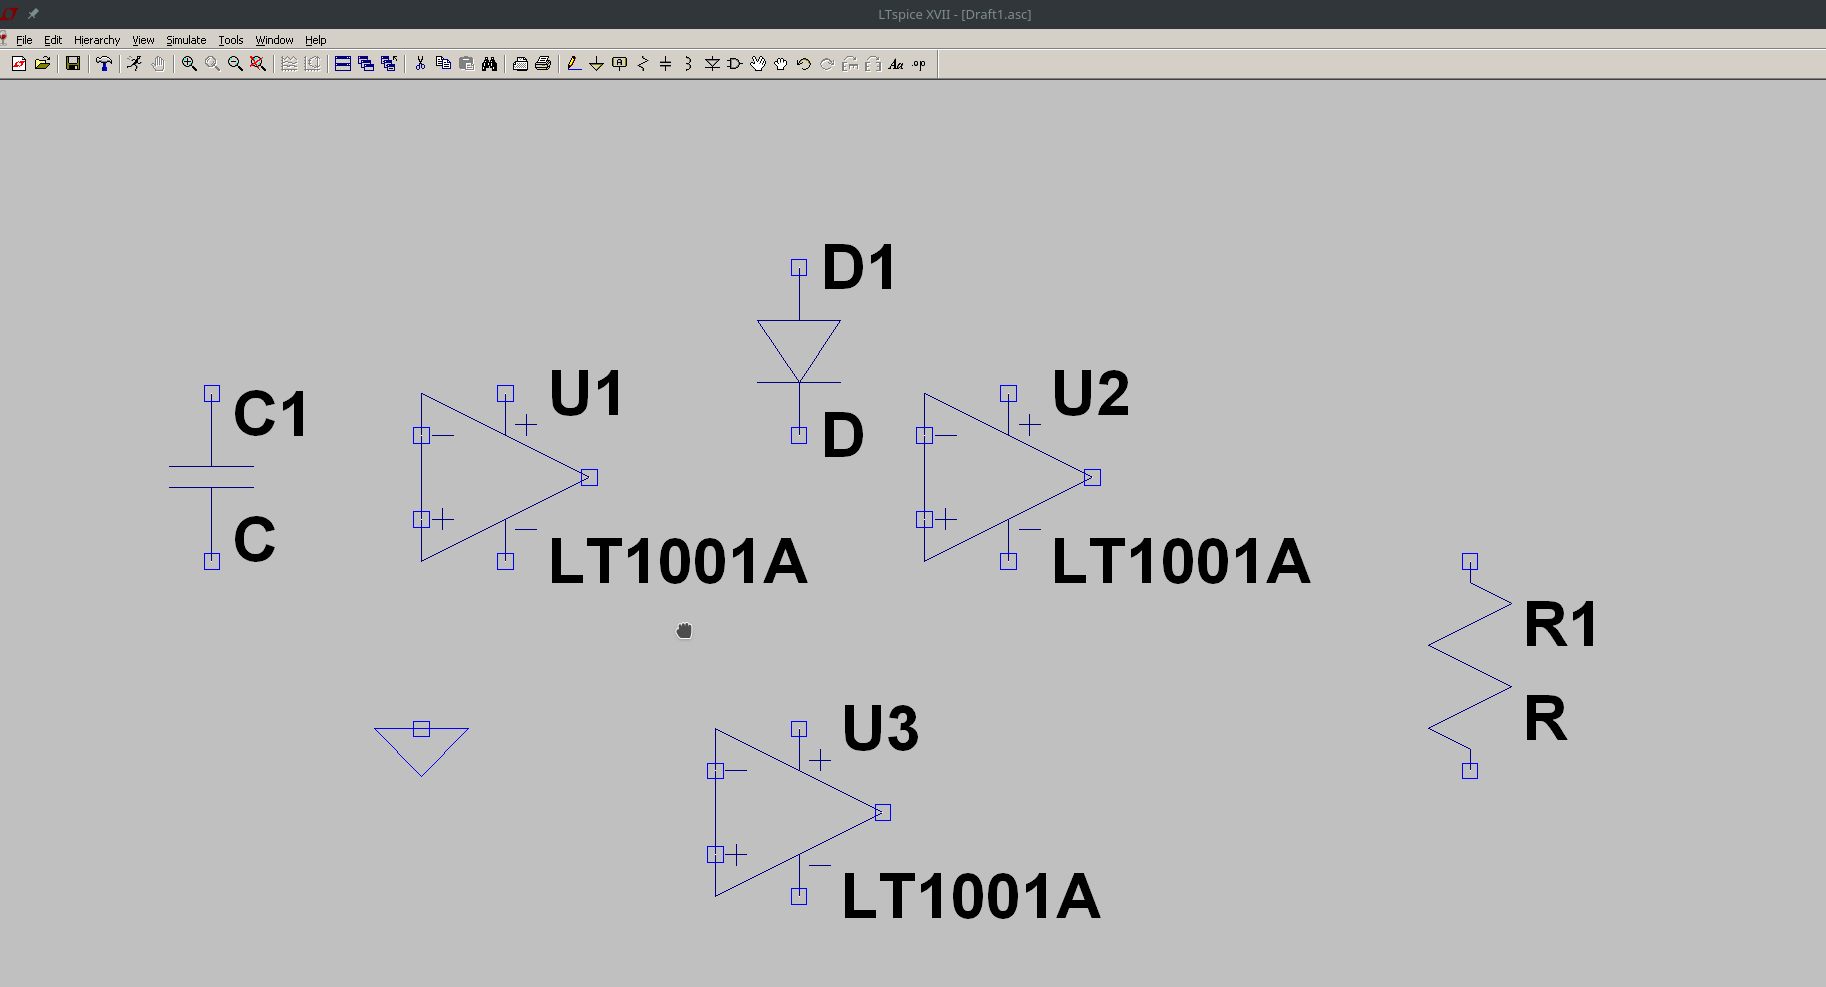 LTspice XVII - [Draft1.asc]
File Edit Hierarchy View Simulate Tools Window Help
Aa .op
D1
D
C1
C
U1
LT1001A
U2
LT1001A
R1
R
U3
LT1001A